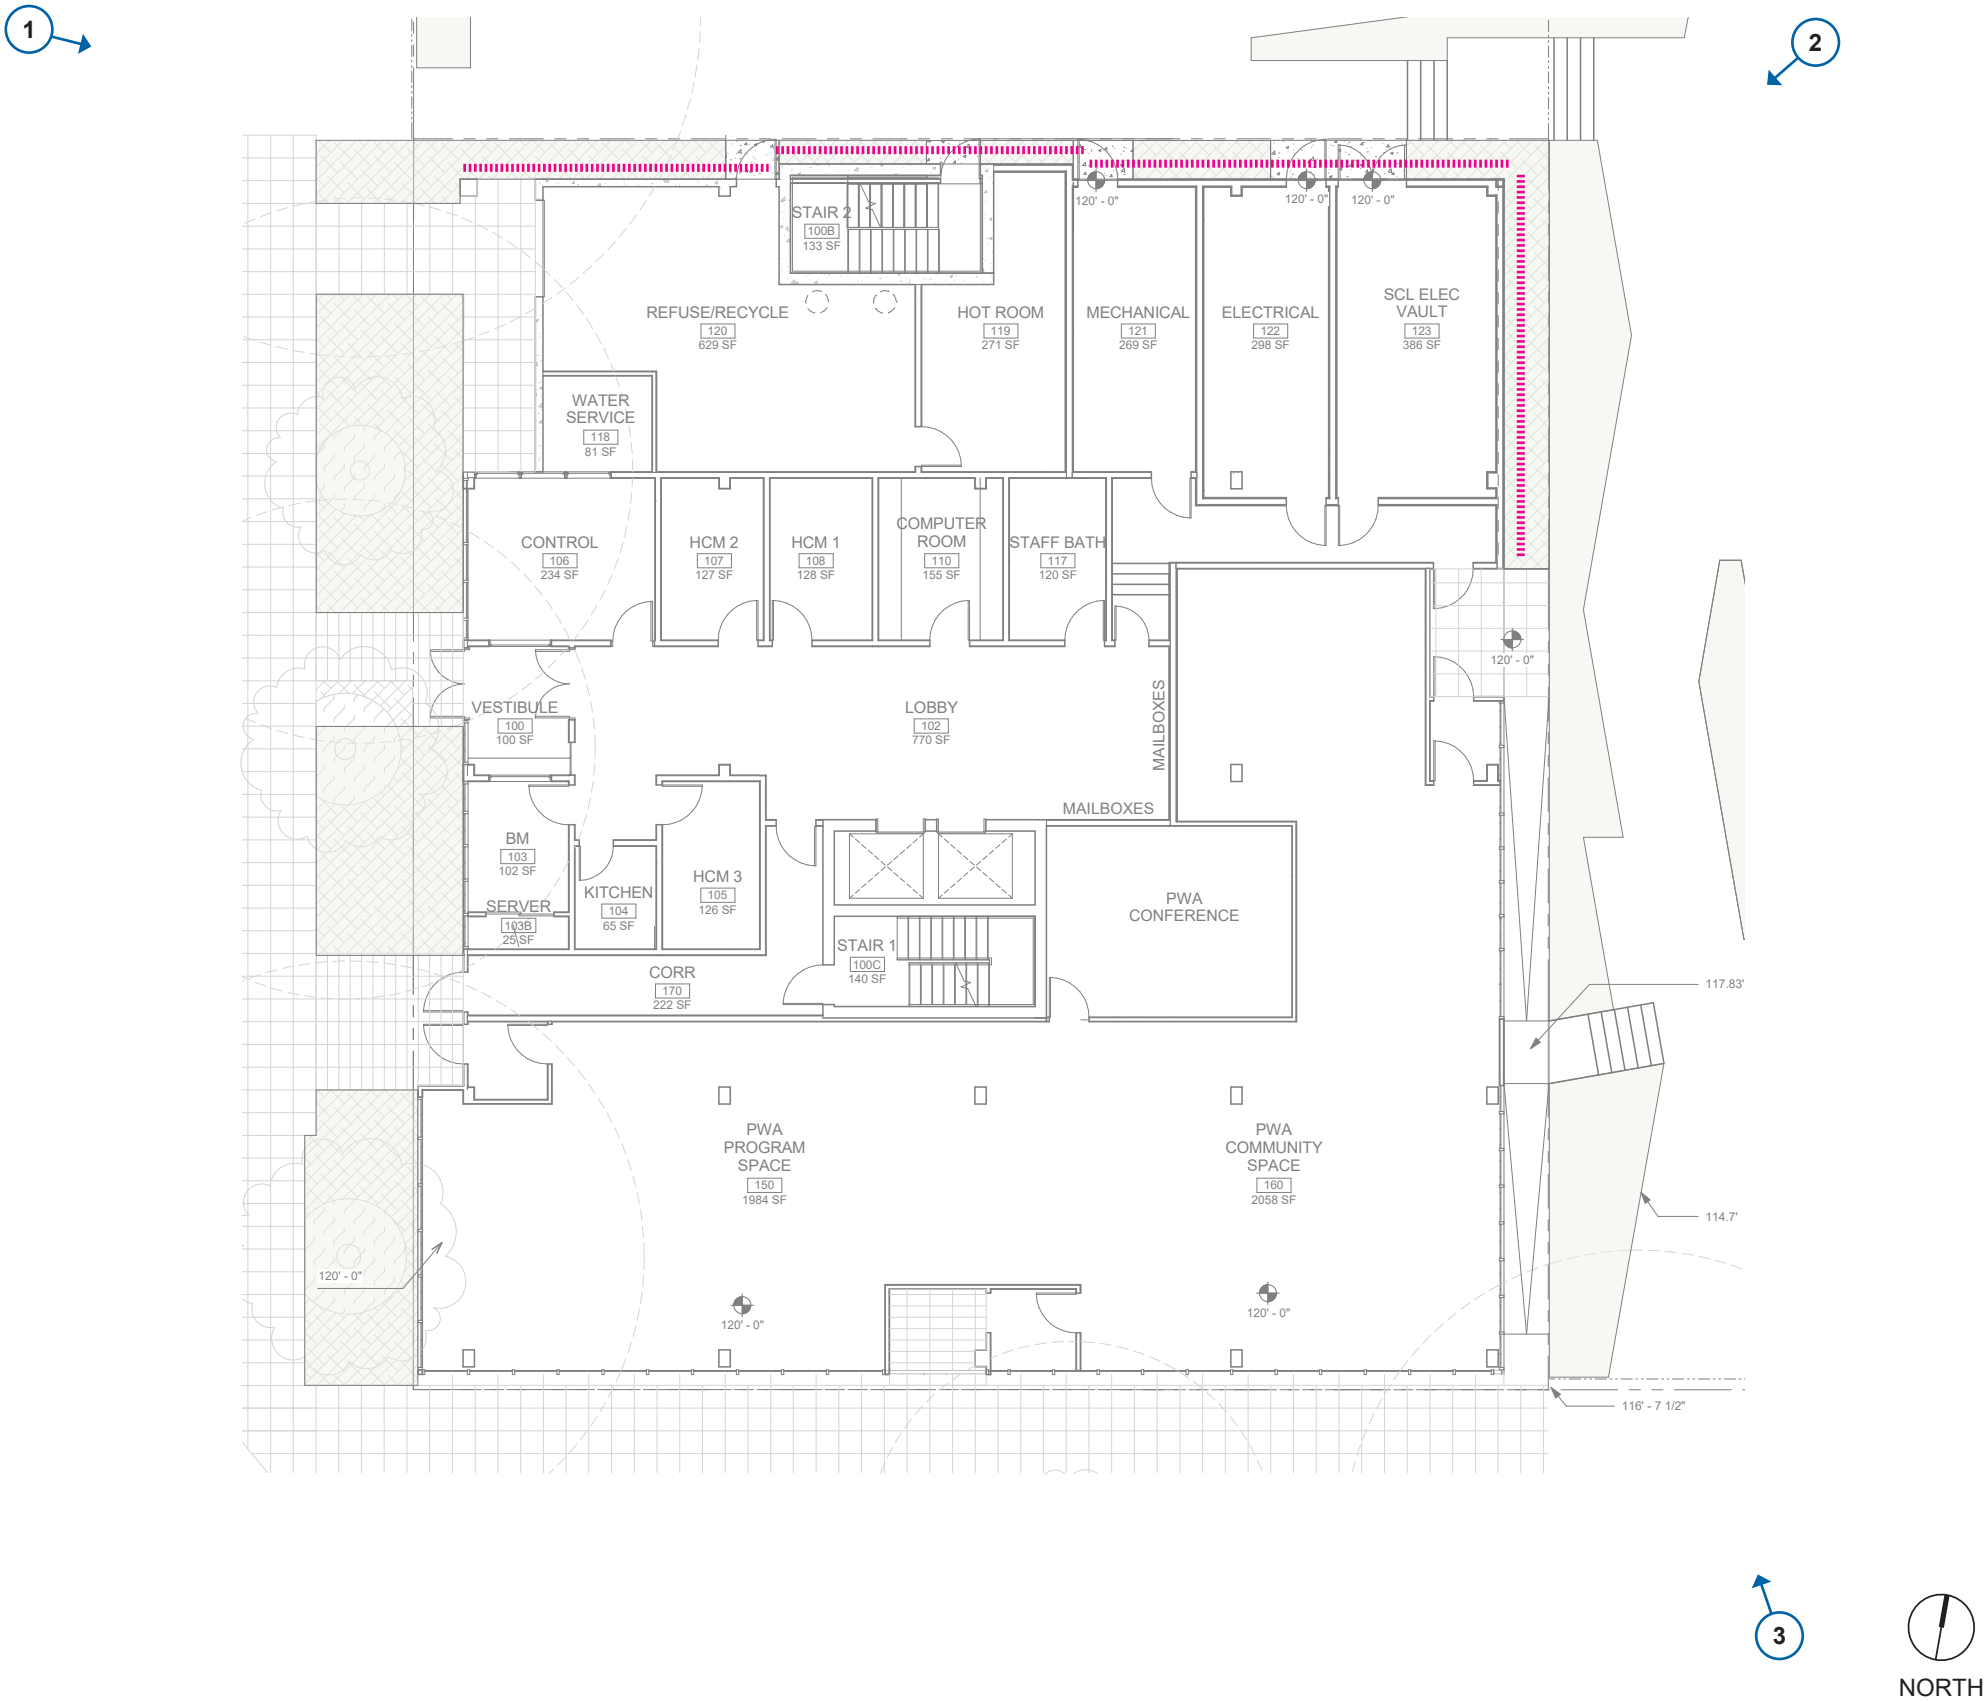 1
2
120' - 0"
120' - 0"
120' - 0"
STAIR 2
100B
133 SF
REFUSE/RECYCLE
120
629 SF
HOT ROOM
119
271 SF
MECHANICAL
121
269 SF
ELECTRICAL
122
298 SF
SCL ELEC
VAULT
123
386 SF
WATER
SERVICE
118
81 SF
CONTROL
106
234 SF
HCM 2
107
127 SF
HCM 1
108
128 SF
COMPUTER
ROOM
110
155 SF
STAFF BATH
117
120 SF
120' - 0"
VESTIBULE
100
100 SF
LOBBY
102
770 SF
MAILBOXES
MAILBOXES
BM
103
102 SF
SERVER
103B
25 SF
KITCHEN
104
65 SF
HCM 3
105
126 SF
PWA
CONFERENCE
STAIR 1
100C
140 SF
CORR
170
222 SF
117.83'
PWA
PROGRAM
SPACE
150
1984 SF
PWA
COMMUNITY
SPACE
160
2058 SF
114.7'
120' - 0"
120' - 0"
120' - 0"
116' - 7 1/2"
3
NORTH